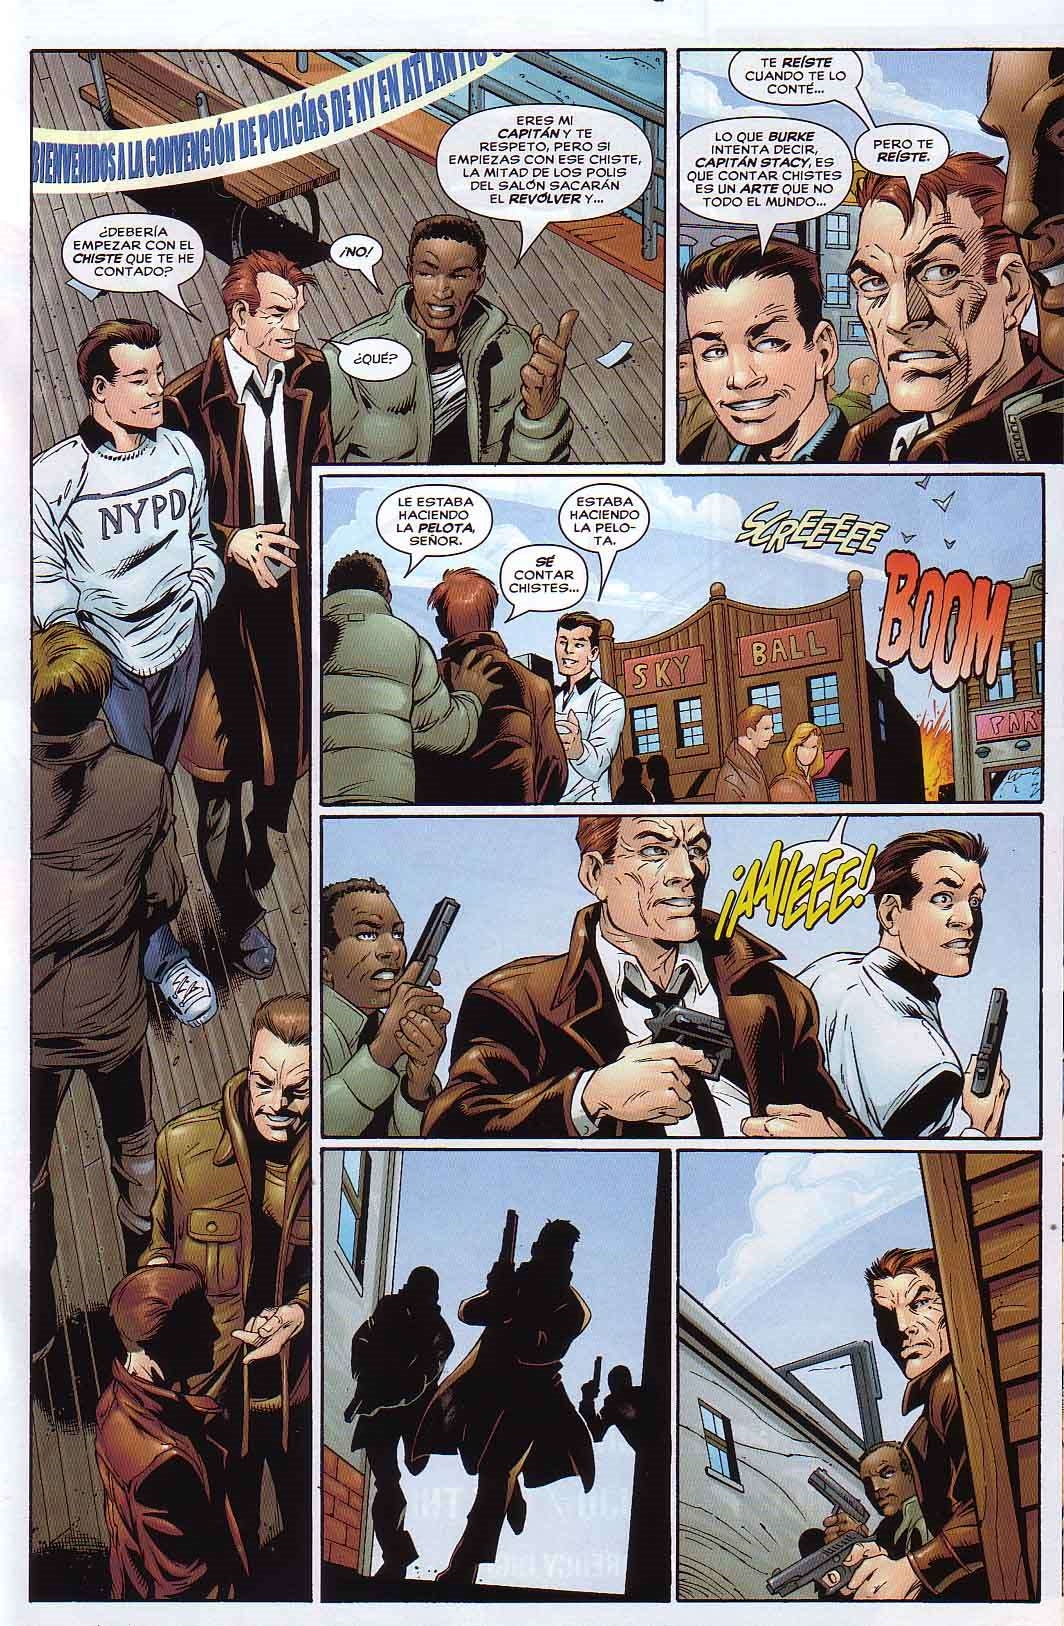 BIENVENIDOS A LA CONVENCIÓN DE POLICÍAS DE NY EN ATLANTIC
¿DEBERÍA
EMPEZAR CON EL
CHISTE QUE TE HE
CONTADO?
¡NO!
¿QUÉ?
ERES MI
CAPITÁN Y TE
RESPETO, PERO SI
EMPIEZAS CON ESE CHISTE,
LA MITAD DE LOS POLIS
DEL SALÓN SACARÁN
EL REVÓLVER Y...
NYPD
TE REÍSTE
CUANDO TE LO
CONTÉ...
LO QUE BURKE
INTENTA DECIR,
CAPITÁN STACY, ES
QUE CONTAR CHISTES
ES UN ARTE QUE NO
TODO EL MUNDO...
PERO TE
REÍSTE.
LE ESTABA
HACIENDO
LA PELOTA,
SEÑOR.
SÉ
CONTAR
CHISTES...
ESTABA
HACIENDO
LA PELO-
TA.
SCREEEEEE
BOOM
SKY
BALL
PAR
¡AAIIEEEE!